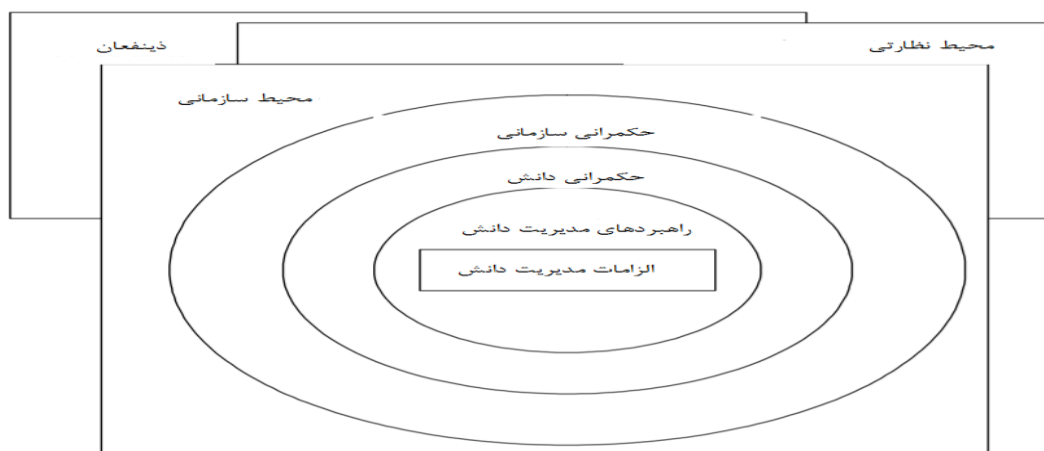 محیط نظارتی
ذینفعان
محیط سازمانی
حکمرانی سازمانی
حکمرانی دانش
راهبردهای مدیریت دانش
الزامات مدیریت دانش